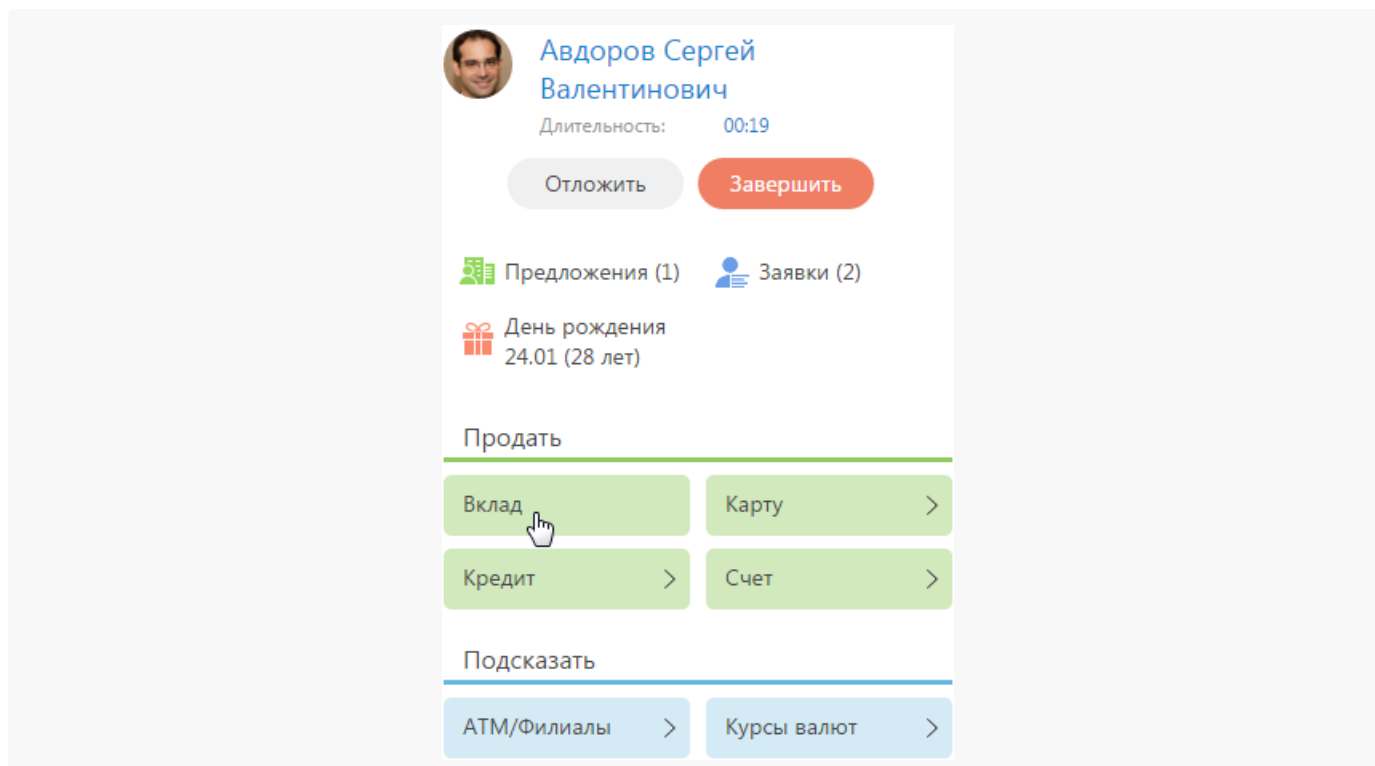 Авдоров Сергей
Валентинович
Длительность: 00:19
Отложить Завершить
Предложения (1) Заявки (2)
День рождения
24.01 (28 лет)
Продать
Вклад Карту
Кредит Счет
Подсказать
АТМ/Филиалы Курсы валют